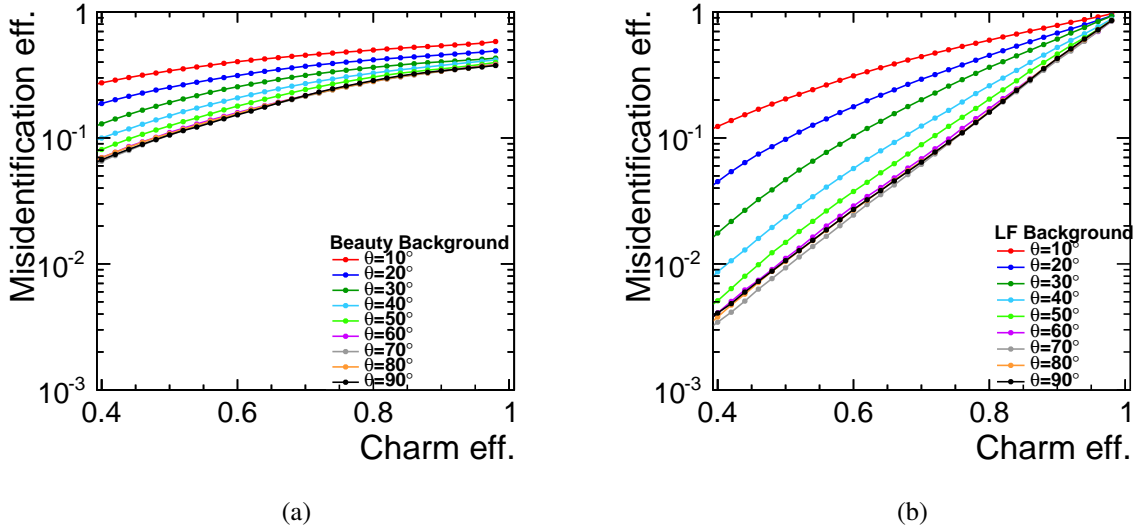 Misidentification eff.
1
10⁻¹
10⁻²
10⁻³
Beauty Background
θ=10°
θ=20°
θ=30°
θ=40°
θ=50°
θ=60°
θ=70°
θ=80°
θ=90°
0.4 0.6 0.8 1
Charm eff.
(a)
Misidentification eff.
1
10⁻¹
10⁻²
10⁻³
LF Background
θ=10°
θ=20°
θ=30°
θ=40°
θ=50°
θ=60°
θ=70°
θ=80°
θ=90°
0.4 0.6 0.8 1
Charm eff.
(b)